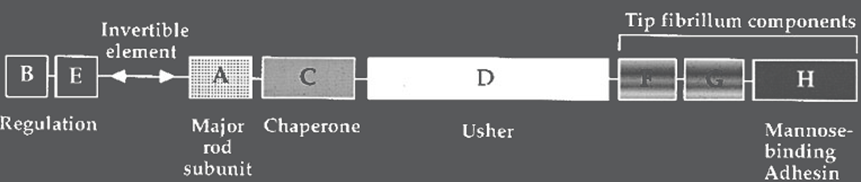 Tip fibrillum components
Invertible
element
B E A C D F G H
Regulation
Major
rod
subunit
Chaperone
Usher
Mannose-
binding
Adhesin